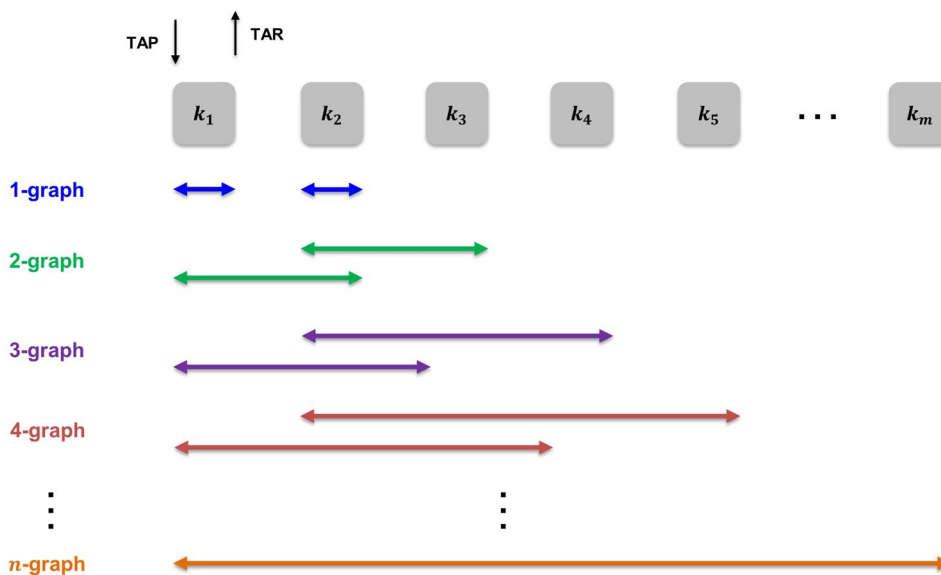 TAP TAR
k₁ k₂ k₃ k₄ k₅ ... kₘ
1-graph
2-graph
3-graph
4-graph
⋮ ⋮
n-graph